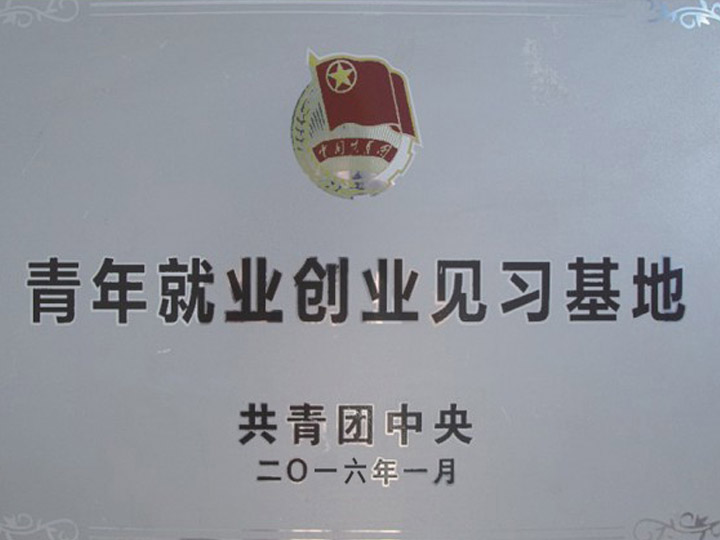 中国共青团
青年就业创业见习基地
共青团中央
二〇一六年一月